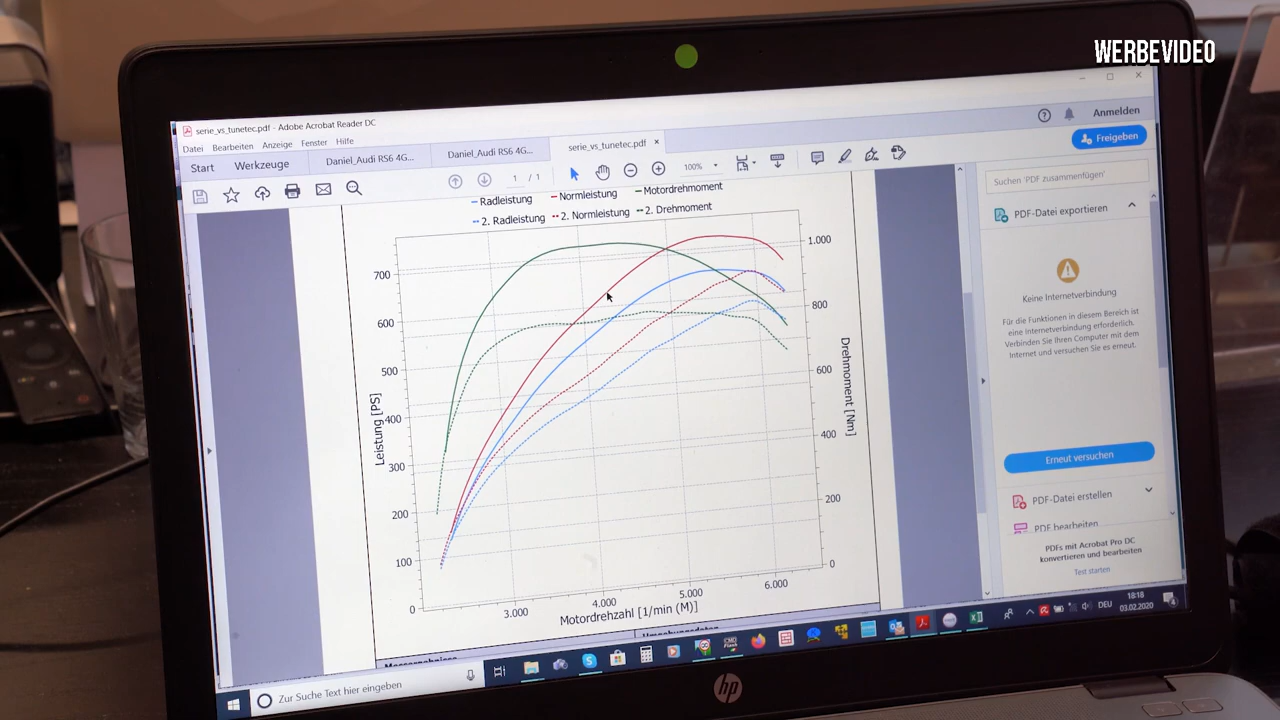 WERBEVIDEO
serie_vs_tunetec.pdf - Adobe Acrobat Reader DC
Datei Bearbeiten Anzeige Fenster Hilfe
Anmelden
Start Werkzeuge Daniel_Audi RS6 4G... Daniel_Audi RS6 4G... serie_vs_tunetec.pdf ×
Freigeben
1 / 1 100%
Suchen 'PDF zusammenfügen'
Radleistung Normleistung Motordrehmoment
2. Radleistung 2. Normleistung 2. Drehmoment
PDF-Datei exportieren
700
600
500
400
300
200
100
0
Leistung [PS]
1.000
800
600
400
200
0
Drehmoment [Nm]
3.000 4.000 5.000 6.000
Motordrehzahl [1/min (M)]
Keine Internetverbindung
Für die Funktionen in diesem Bereich ist
eine Internetverbindung erforderlich.
Verbinden Sie Ihren Computer mit dem
Internet und versuchen Sie es erneut.
Erneut versuchen
PDF-Datei erstellen
PDF bearbeiten
PDFs mit Acrobat Pro DC
konvertieren und bearbeiten
Test starten
Messergebnisse
Umgebungsdaten
Zur Suche Text hier eingeben
DEU
18:18
03.02.2020
4
hp